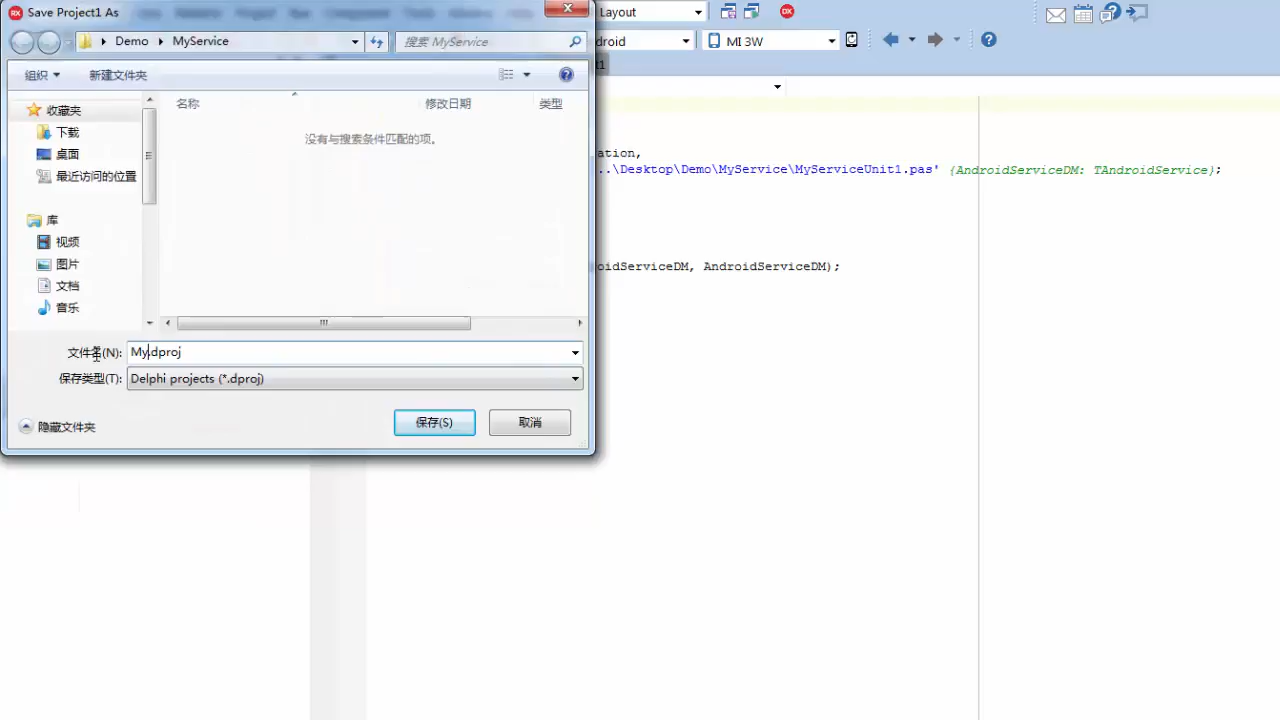 Save Project1 As
Layout
Demo
MyService
搜索 MyService
droid
MI 3W
组织
新建文件夹
1
收藏夹
名称
修改日期
类型
下载
没有与搜索条件匹配的项。
ation,
桌面
..\Desktop\Demo\MyService\MyServiceUnit1.pas' {AndroidServiceDM: TAndroidService};
最近访问的位置
库
视频
图片
oidServiceDM, AndroidServiceDM);
文档
音乐
文件名(N):
My.dproj
保存类型(T):
Delphi projects (*.dproj)
隐藏文件夹
保存(S)
取消